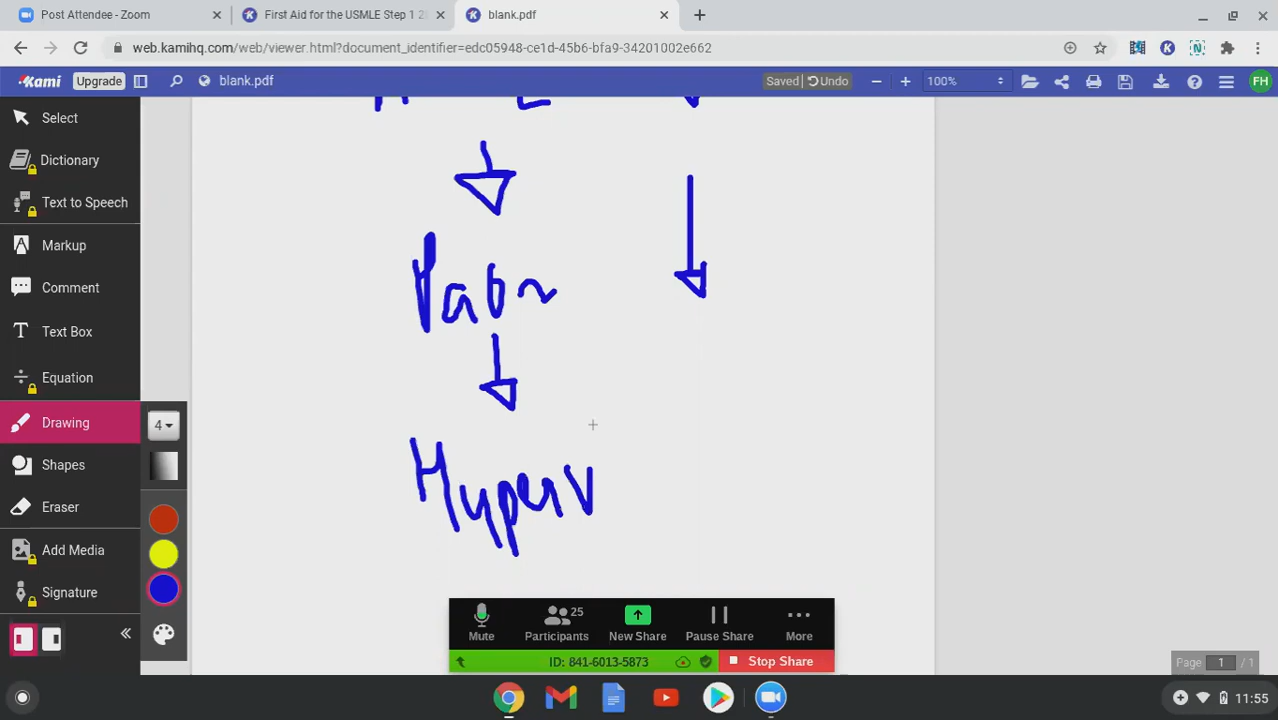 Post Attendee - Zoom
First Aid for the USMLE Step 1 2
blank.pdf
web.kamihq.com/web/viewer.html?document_identifier=edc05948-ce1d-45b6-bfa9-34201002e662
Kami Upgrade blank.pdf Saved Undo 100% FH
Select
Dictionary
Text to Speech
Markup
Comment
Text Box
Equation
Drawing
4
Shapes
Eraser
Add Media
Signature
HyperV
Mute
25
Participants
New Share
Pause Share
More
ID: 841-6013-5873
Stop Share
Page 1 / 1
11:55